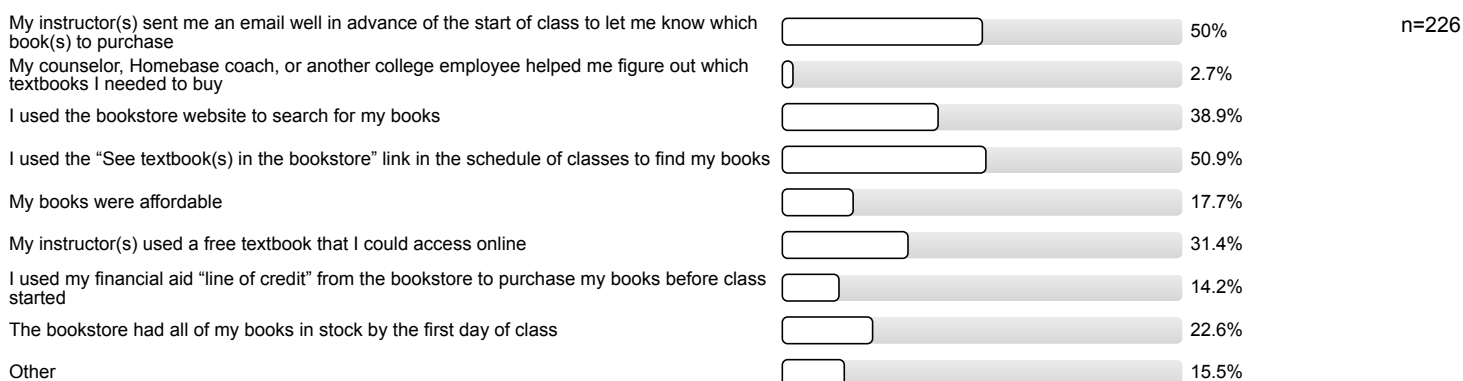 My instructor(s) sent me an email well in advance of the start of class to let me know which
book(s) to purchase
50%
n=226
My counselor, Homebase coach, or another college employee helped me figure out which
textbooks I needed to buy
2.7%
I used the bookstore website to search for my books
38.9%
I used the “See textbook(s) in the bookstore” link in the schedule of classes to find my books
50.9%
My books were affordable
17.7%
My instructor(s) used a free textbook that I could access online
31.4%
I used my financial aid “line of credit” from the bookstore to purchase my books before class
started
14.2%
The bookstore had all of my books in stock by the first day of class
22.6%
Other
15.5%